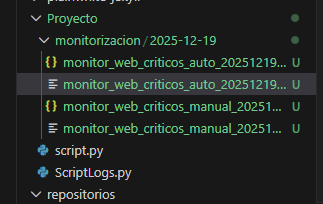 Proyecto
monitorizacion/2025-12-19
monitor_web_criticos_auto_20251219... U
monitor_web_criticos_auto_20251219... U
monitor_web_criticos_manual_20251... U
monitor_web_criticos_manual_20251... U
script.py
ScriptLogs.py
repositorios